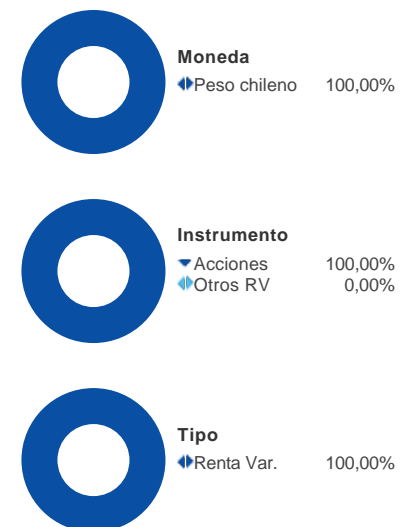 Moneda
Peso chileno 100,00%
Instrumento
Acciones 100,00%
Otros RV 0,00%
Tipo
Renta Var. 100,00%